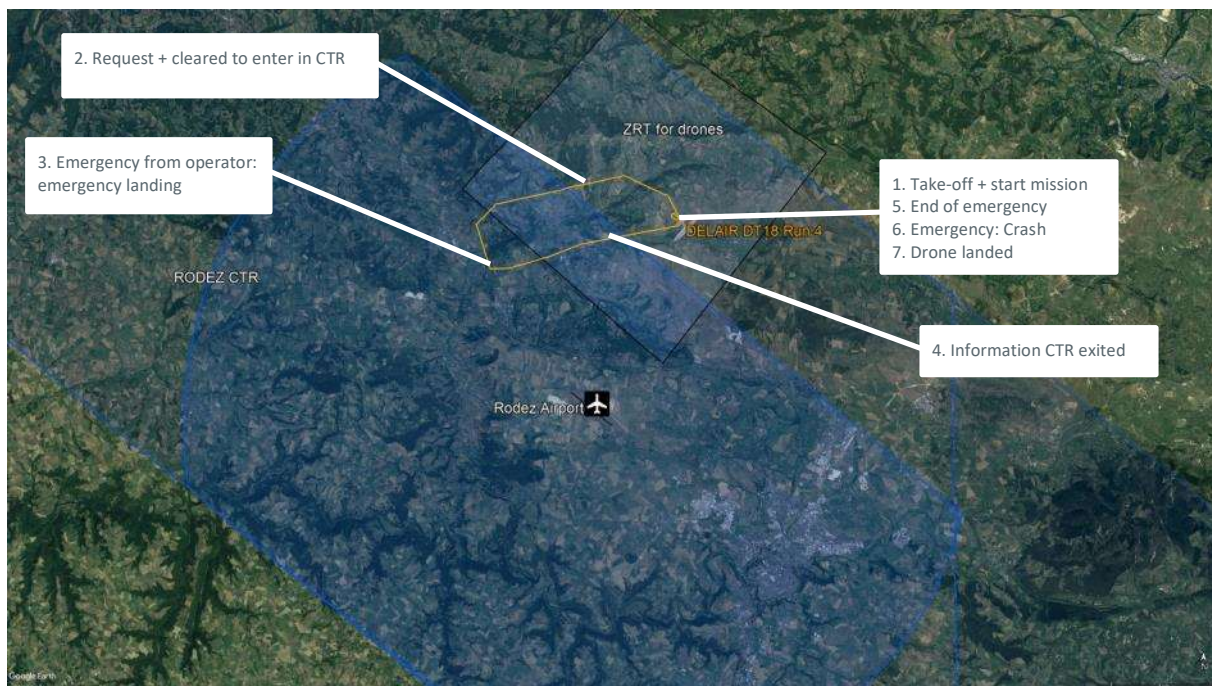 2. Request + cleared to enter in CTR
ZRT for drones
3. Emergency from operator:
emergency landing
1. Take-off + start mission
5. End of emergency
6. Emergency: Crash
7. Drone landed
DELAIR DT18 Run 4
RODEZ CTR
4. Information CTR exited
Rodez Airport
Google Earth
N